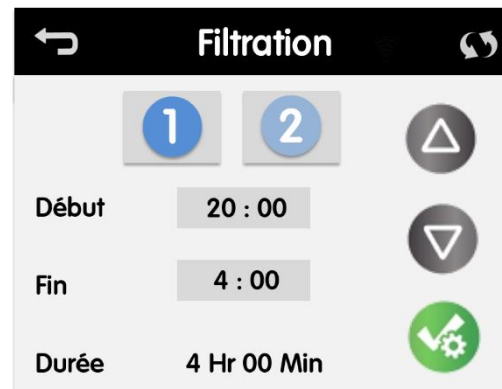 Filtration
1 2
Début 20 : 00
Fin 4 : 00
Durée 4 Hr 00 Min